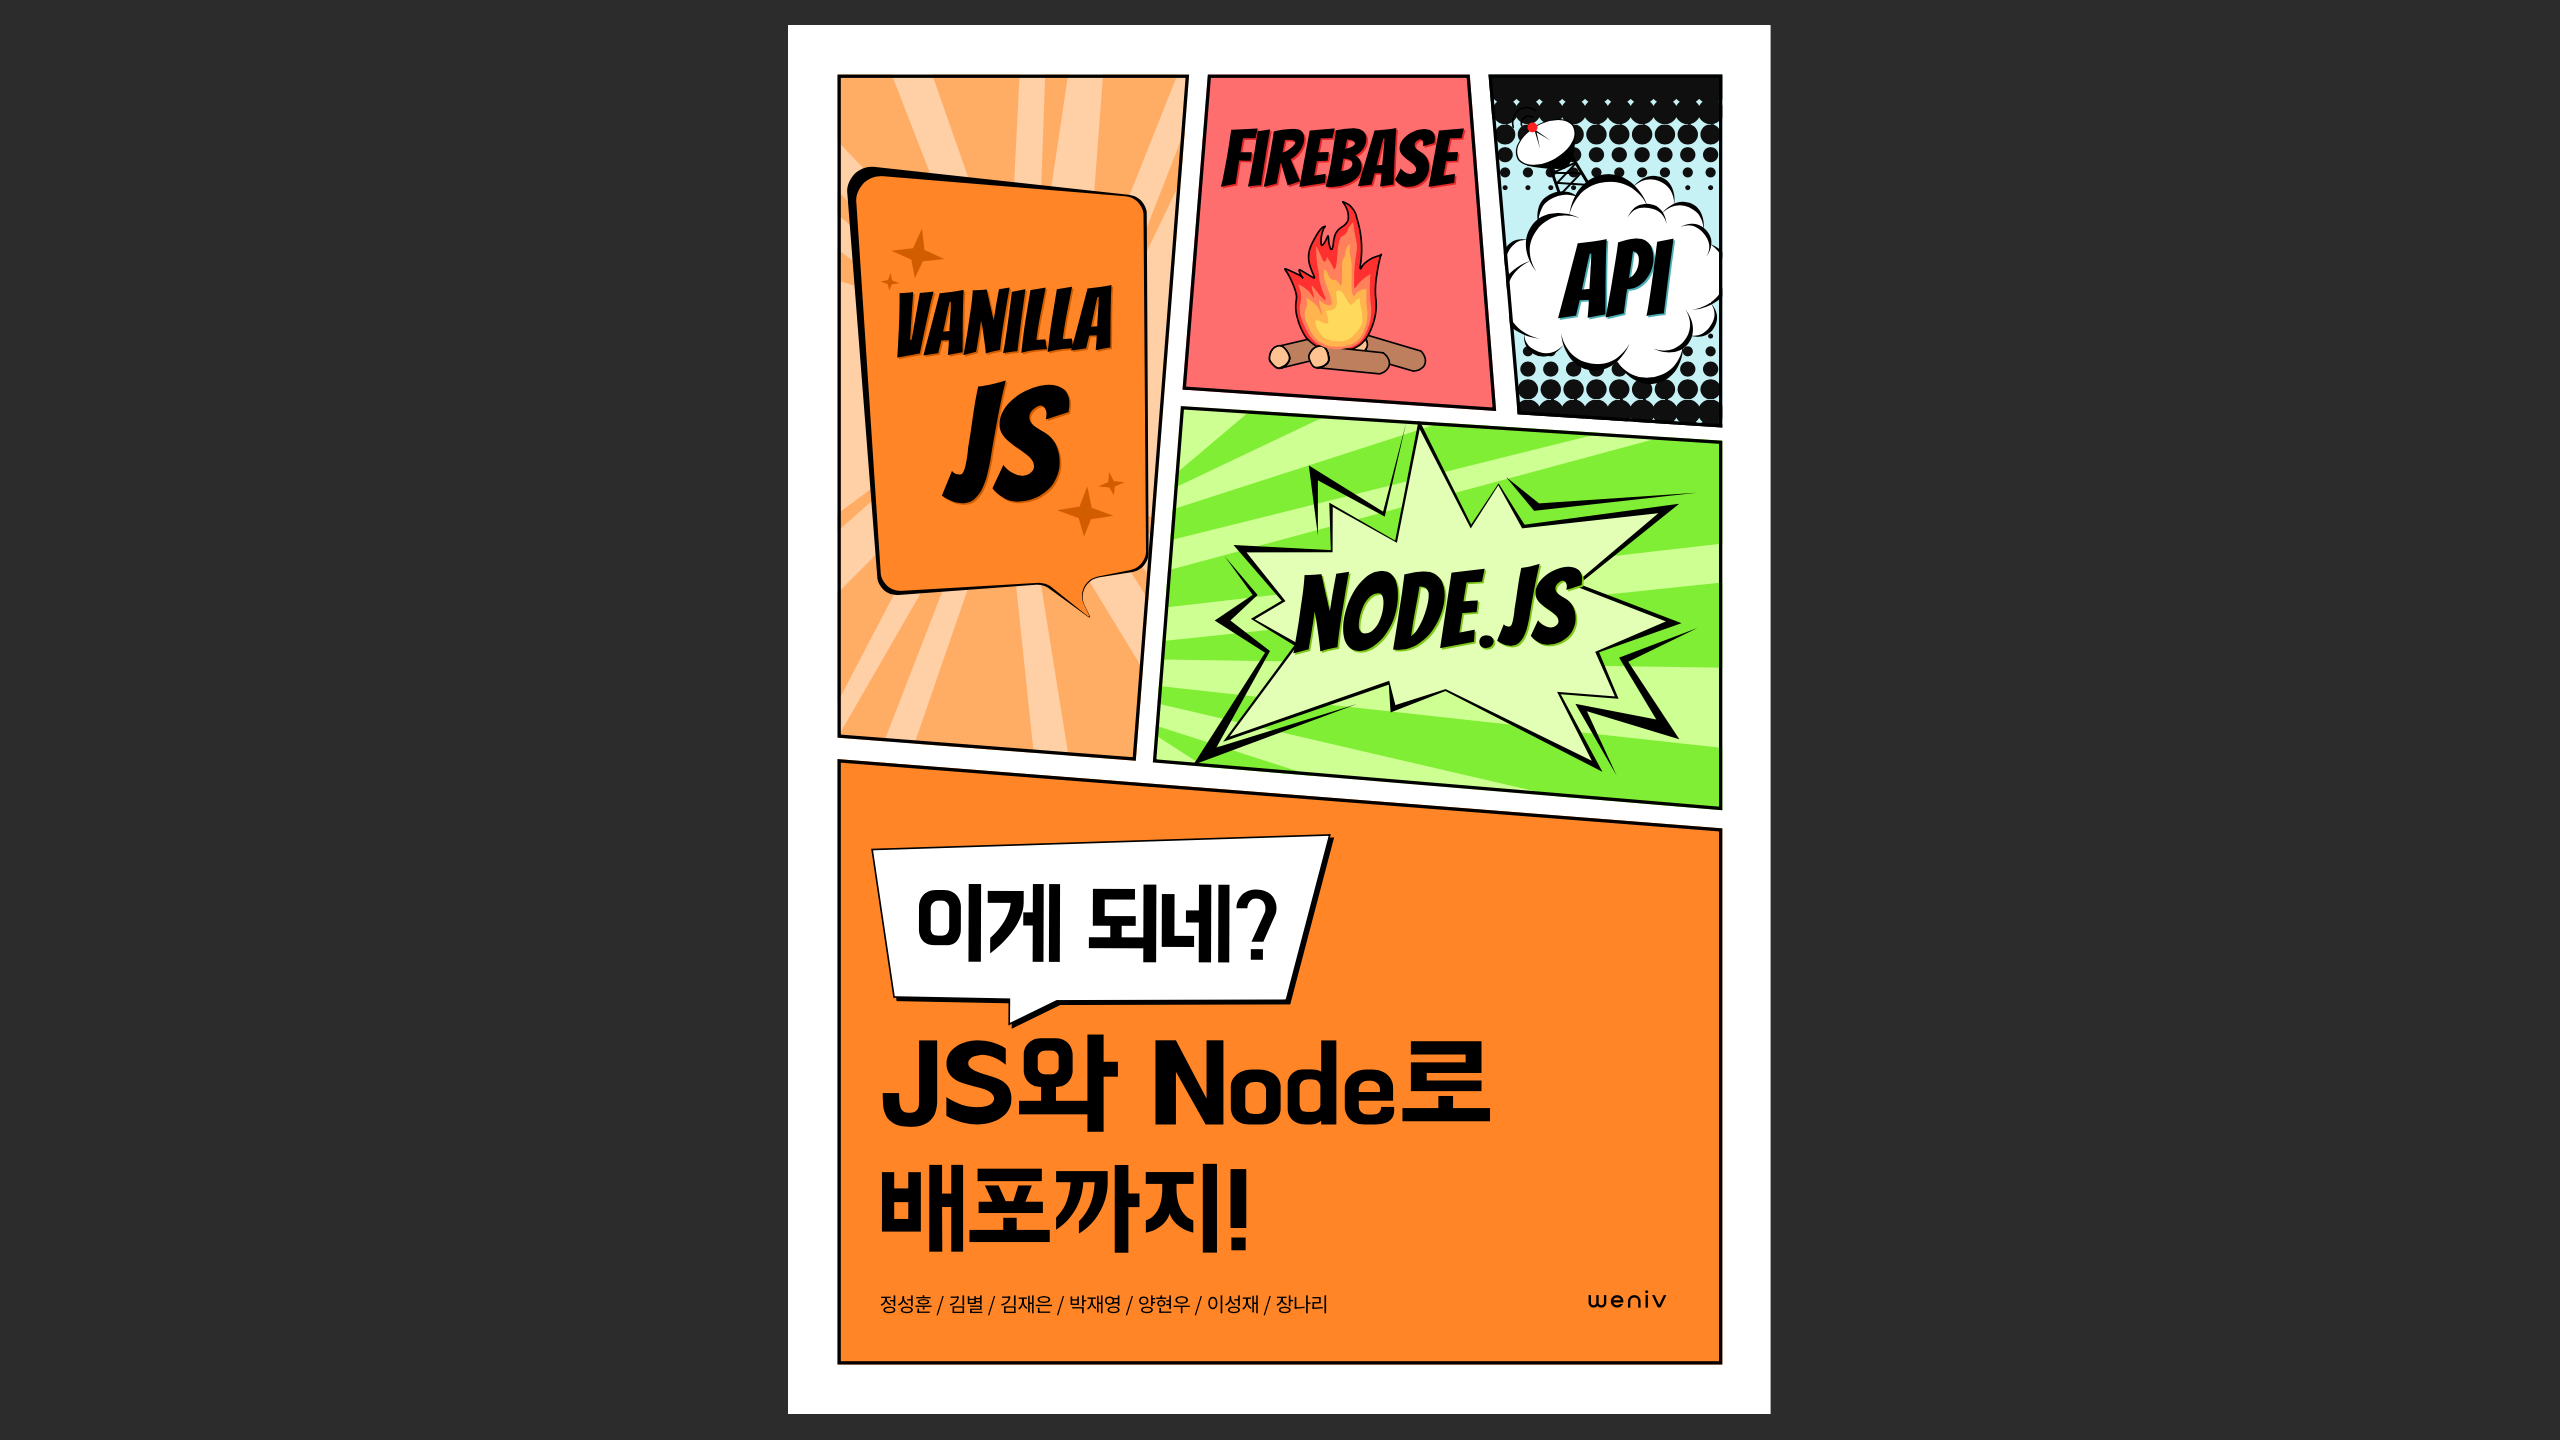 VANILLA
JS
FIREBASE
API
NODE.JS
이게 되네?
JS와 Node로
배포까지!
정성훈 / 김별 / 김재은 / 박재영 / 양현우 / 이성재 / 장나리
weniv